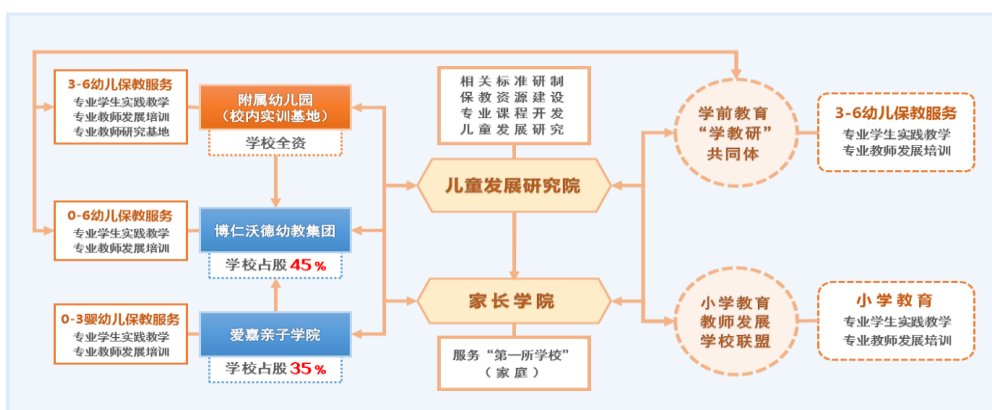 3-6幼儿保教服务
专业学生实践教学
专业教师发展培训
专业教师研究基地
附属幼儿园
（校内实训基地）
学校全资
0-6幼儿保教服务
专业学生实践教学
专业教师发展培训
博仁沃德幼教集团
学校占股 45%
0-3婴幼儿保教服务
专业学生实践教学
专业教师发展培训
爱嘉亲子学院
学校占股 35%
相关标准研制
保教资源建设
专业课程开发
儿童发展研究
儿童发展研究院
家长学院
服务“第一所学校”
（家庭）
学前教育
“学教研”
共同体
3-6幼儿保教服务
专业学生实践教学
专业教师发展培训
小学教育
教师发展
学校联盟
小学教育
专业学生实践教学
专业教师发展培训